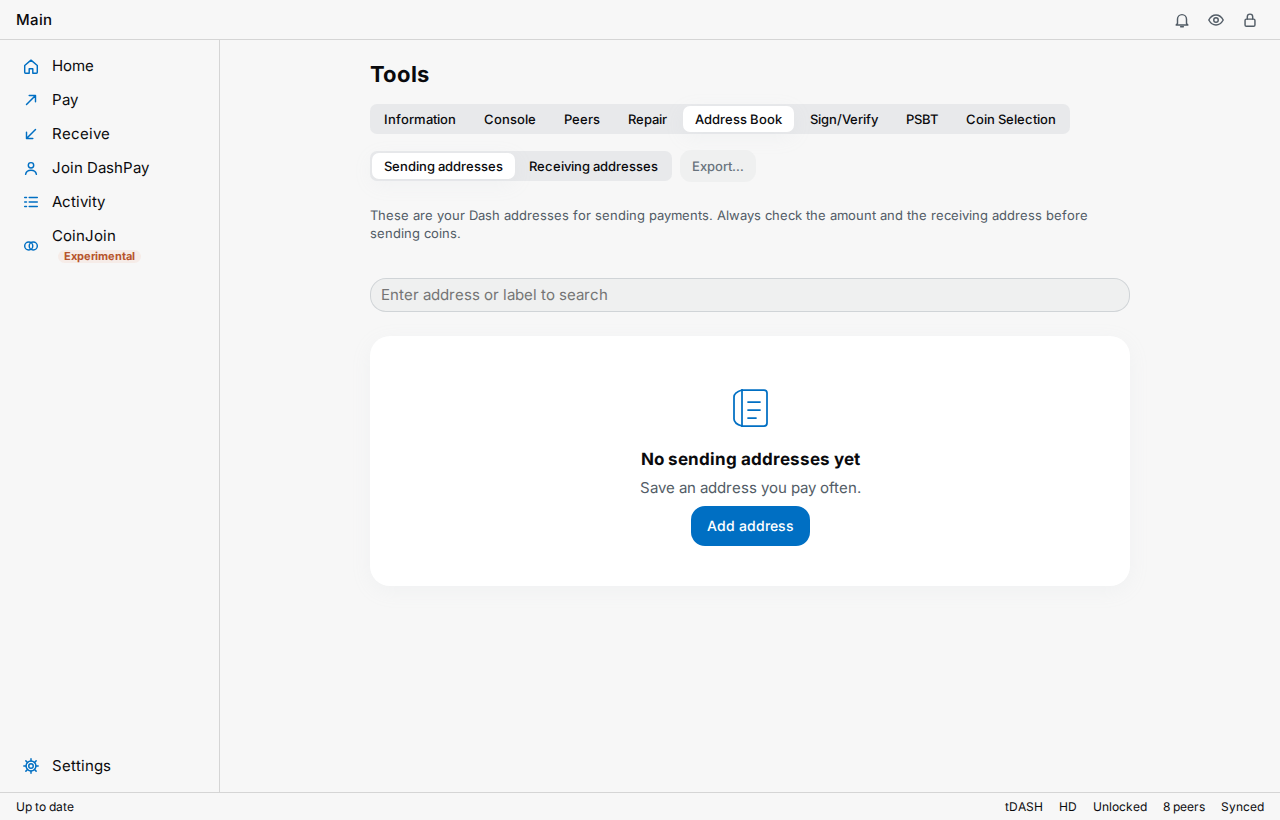 Main
Home
Pay
Receive
Join DashPay
Activity
CoinJoin
Experimental
Settings
Tools
Information Console Peers Repair Address Book Sign/Verify PSBT Coin Selection
Sending addresses Receiving addresses Export...
These are your Dash addresses for sending payments. Always check the amount and the receiving address before
sending coins.
Enter address or label to search
No sending addresses yet
Save an address you pay often.
Add address
Up to date tDASH HD Unlocked 8 peers Synced